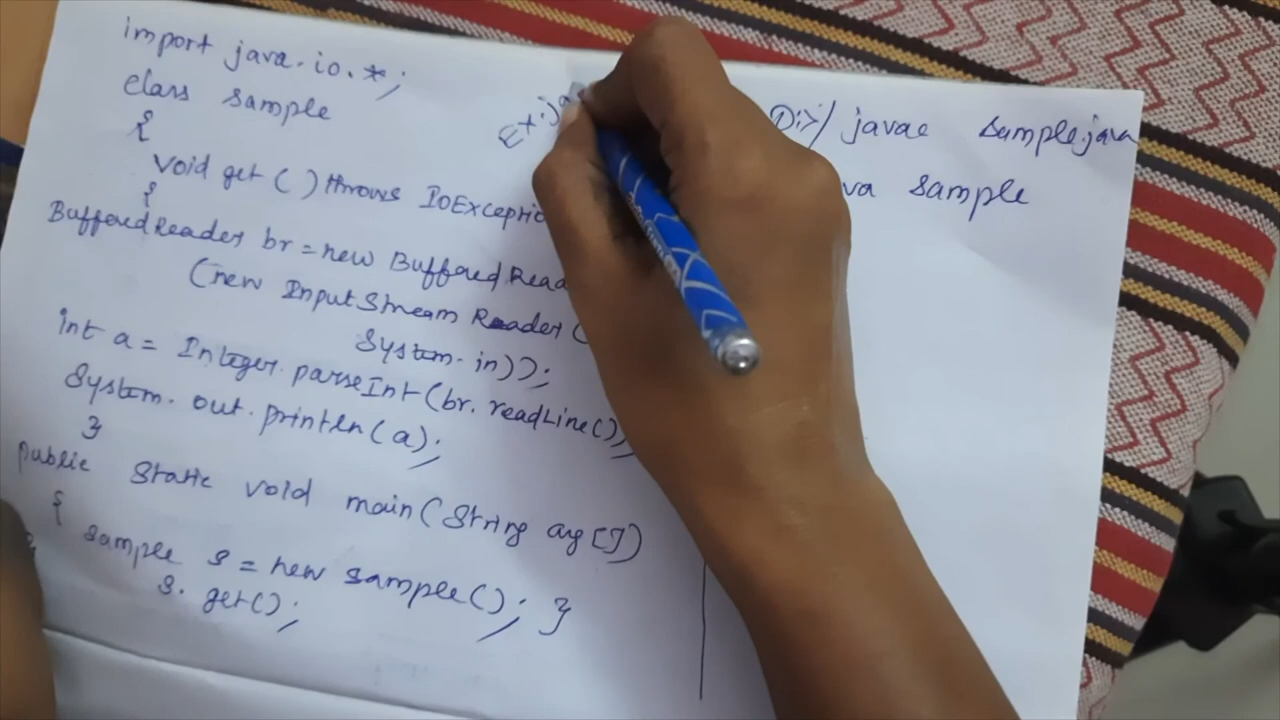 import java.io.*;
class sample
{
void get ( ) throws IoExceptio
{
BufferedReader br = new BufferedRead
(new InputStream Reader (
System.in));
int a = Integer.parseInt(br.readLine();
System.out.println(a);
}
public static void main(String arg[])
{
sample s = new sample(); }
s.get();
Ex:ja
D:>/ javac sample.java
va sample